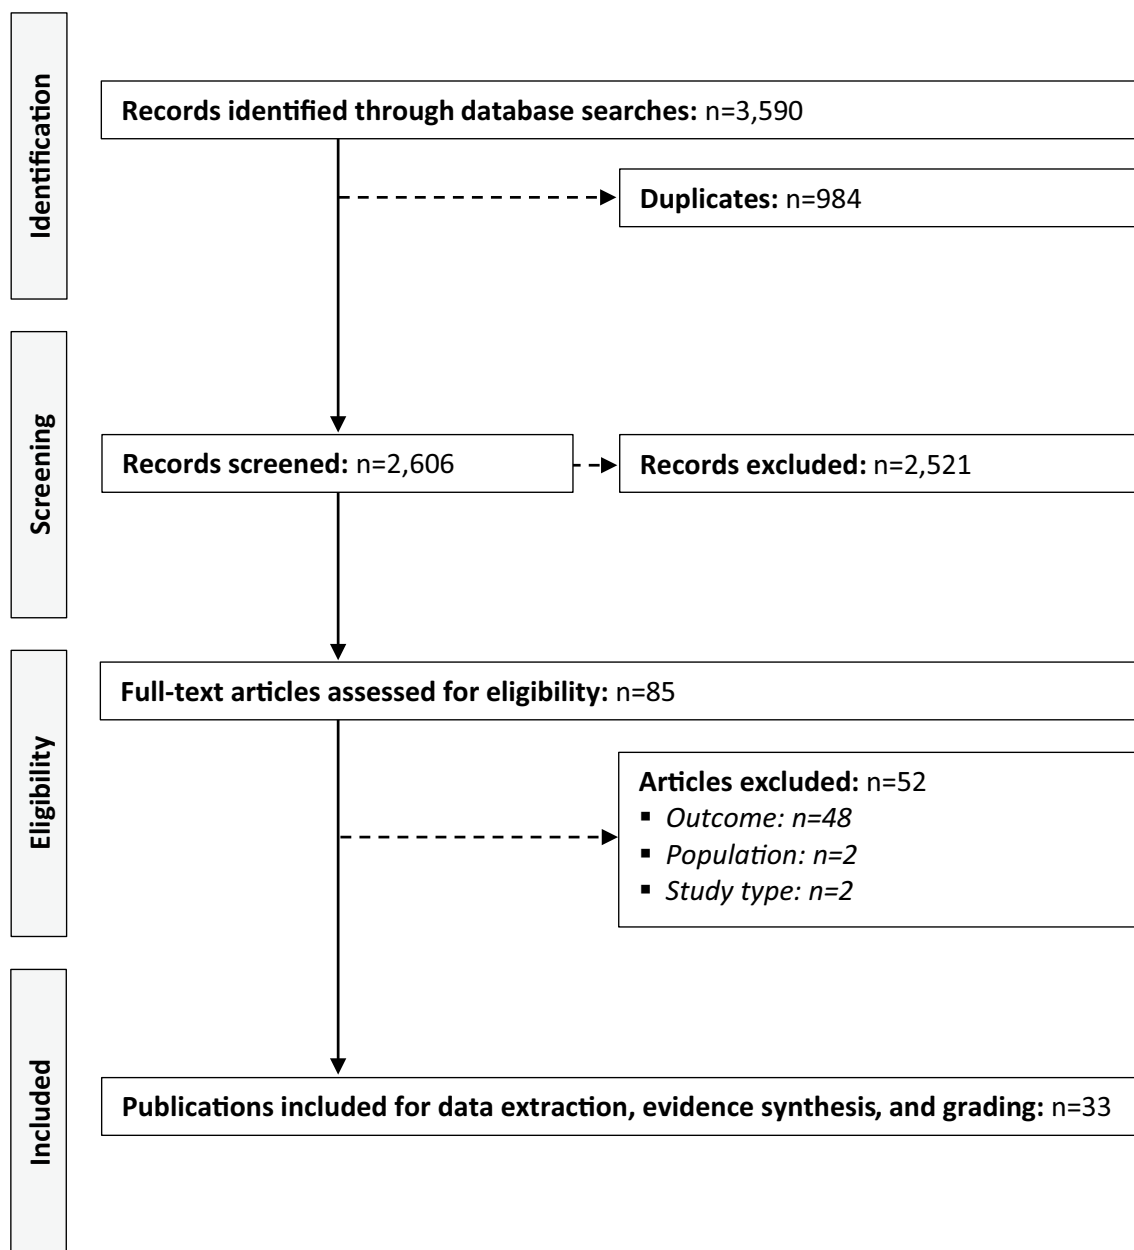 Identification
Records identified through database searches: n=3,590
Duplicates: n=984
Screening
Records screened: n=2,606
Records excluded: n=2,521
Eligibility
Full-text articles assessed for eligibility: n=85
Articles excluded: n=52
▪ Outcome: n=48
▪ Population: n=2
▪ Study type: n=2
Included
Publications included for data extraction, evidence synthesis, and grading: n=33